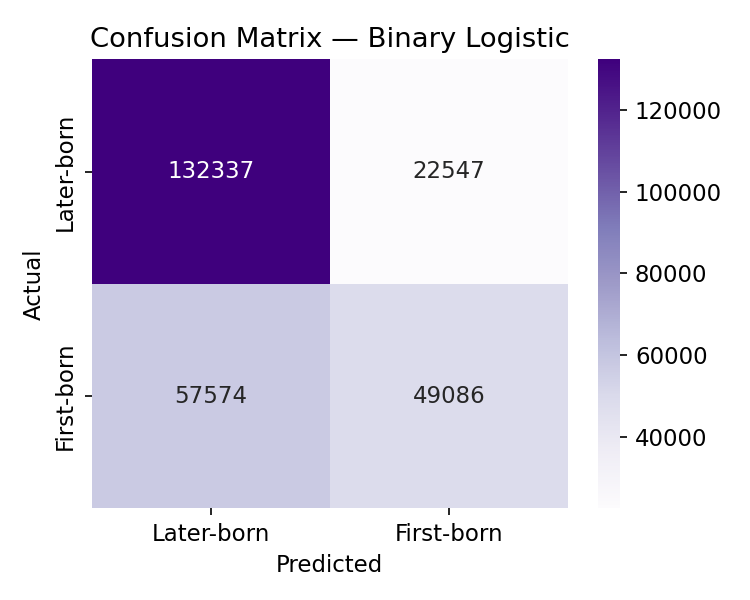 Confusion Matrix — Binary Logistic
Actual
Later-born
First-born
132337 22547
57574 49086
Later-born First-born
Predicted
120000
100000
80000
60000
40000